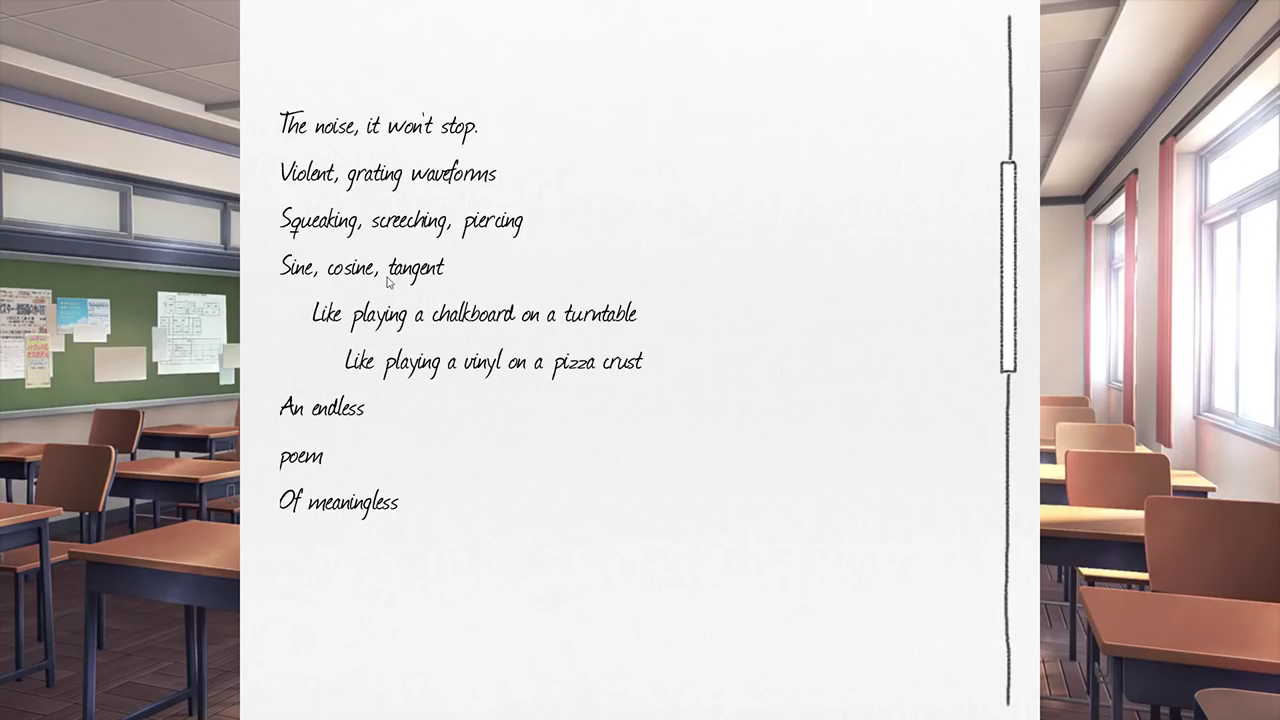 The noise, it won't stop.
Violent, grating waveforms
Squeaking, screeching, piercing
Sine, cosine, tangent
Like playing a chalkboard on a turntable
Like playing a vinyl on a pizza crust
An endless
poem
Of meaningless